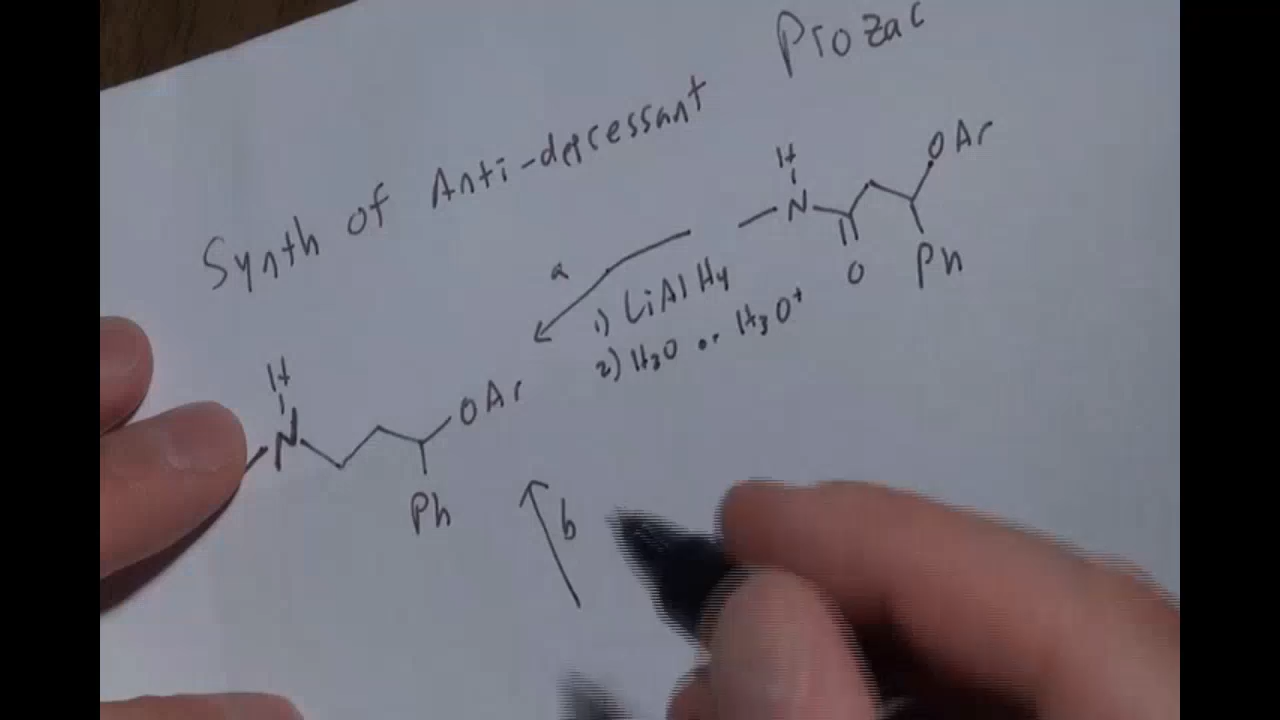 Synth of Anti-depressant Prozac
H
N
O
OAr
Ph
a
1) LiAlH4
2) H2O or H3O+
H
N
OAr
Ph
b